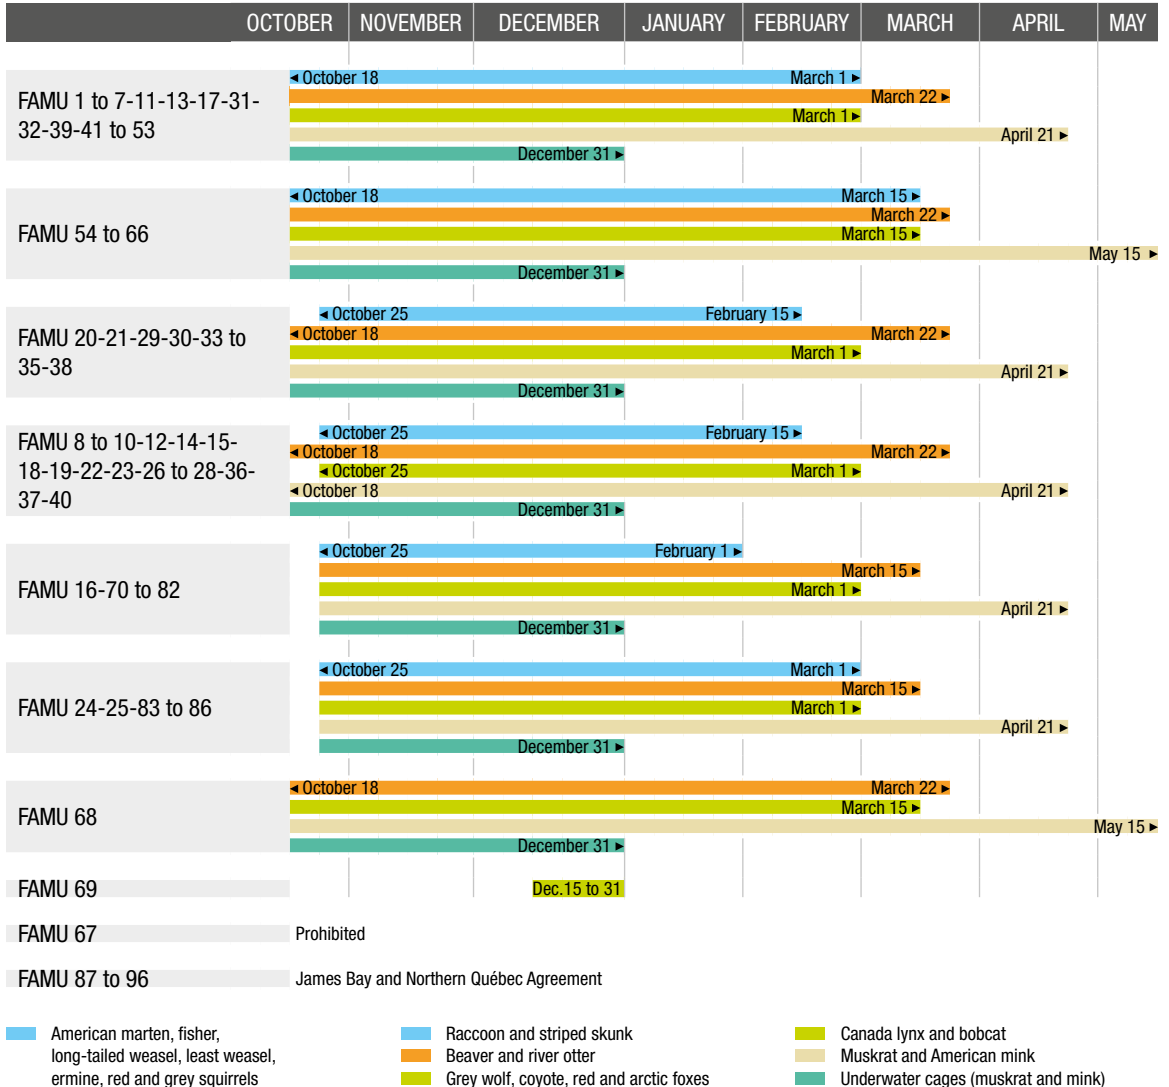 OCTOBER NOVEMBER DECEMBER JANUARY FEBRUARY MARCH APRIL MAY
FAMU 1 to 7-11-13-17-31-
32-39-41 to 53
◄ October 18 March 1 ►
March 22 ►
March 1 ►
April 21 ►
December 31 ►
FAMU 54 to 66
◄ October 18 March 15 ►
March 22 ►
March 15 ►
May 15 ►
December 31 ►
FAMU 20-21-29-30-33 to
35-38
◄ October 25 February 15 ►
◄ October 18 March 22 ►
March 1 ►
April 21 ►
December 31 ►
FAMU 8 to 10-12-14-15-
18-19-22-23-26 to 28-36-
37-40
◄ October 25 February 15 ►
◄ October 18 March 22 ►
◄ October 25 March 1 ►
◄ October 18 April 21 ►
December 31 ►
FAMU 16-70 to 82
◄ October 25 February 1 ►
March 15 ►
March 1 ►
April 21 ►
December 31 ►
FAMU 24-25-83 to 86
◄ October 25 March 1 ►
March 15 ►
March 1 ►
April 21 ►
December 31 ►
FAMU 68
◄ October 18 March 22 ►
March 15 ►
May 15 ►
December 31 ►
FAMU 69 Dec.15 to 31
FAMU 67 Prohibited
FAMU 87 to 96 James Bay and Northern Québec Agreement
American marten, fisher,
long-tailed weasel, least weasel,
ermine, red and grey squirrels
Raccoon and striped skunk
Beaver and river otter
Grey wolf, coyote, red and arctic foxes
Canada lynx and bobcat
Muskrat and American mink
Underwater cages (muskrat and mink)